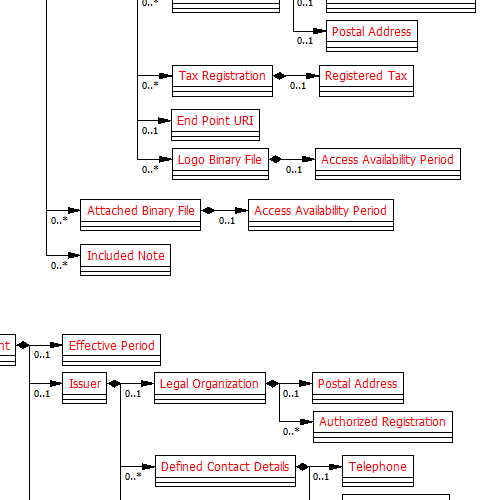 0..*
0..1
Postal Address
0..1
Tax Registration
Registered Tax
0..*
0..1
End Point URI
0..1
Logo Binary File
Access Availability Period
0..*
0..1
Attached Binary File
Access Availability Period
0..*
0..1
Included Note
0..*
nt
Effective Period
0..1
Issuer
Legal Organization
Postal Address
0..1
0..1
0..1
Authorized Registration
0..*
Defined Contact Details
Telephone
0..*
0..1